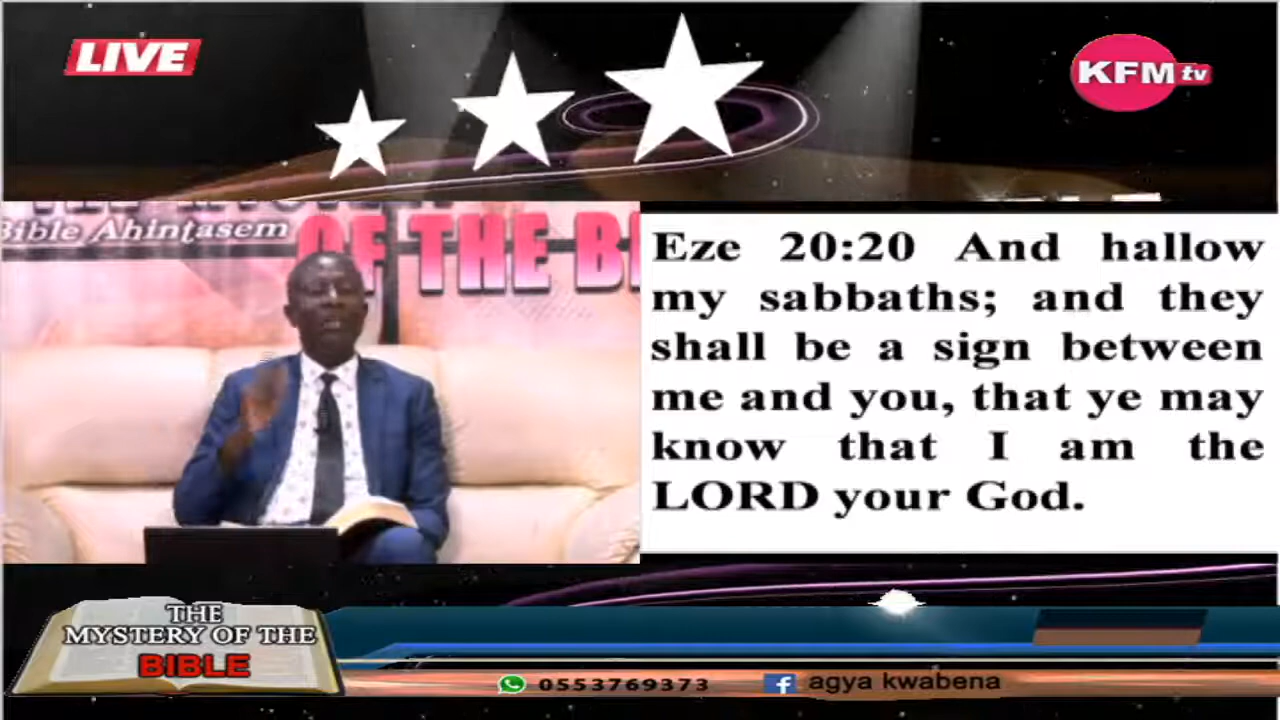 LIVE
KFM tv
Bible Ahintasem
OF THE BI
Eze 20:20 And hallow
my sabbaths; and they
shall be a sign between
me and you, that ye may
know that I am the
LORD your God.
THE
MYSTERY OF THE
BIBLE
0553769373
agya kwabena